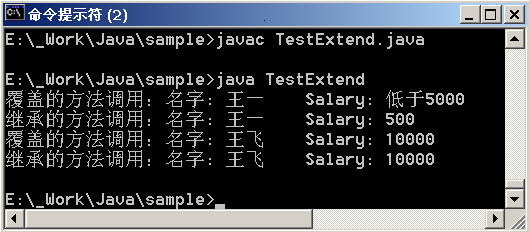 命令提示符 (2)
E:\_Work\Java\sample>javac TestExtend.java
E:\_Work\Java\sample>java TestExtend
覆盖的方法调用: 名字: 王一    Salary: 低于5000
继承的方法调用: 名字: 王一    Salary: 500
覆盖的方法调用: 名字: 王飞    Salary: 10000
继承的方法调用: 名字: 王飞    Salary: 10000
E:\_Work\Java\sample>_